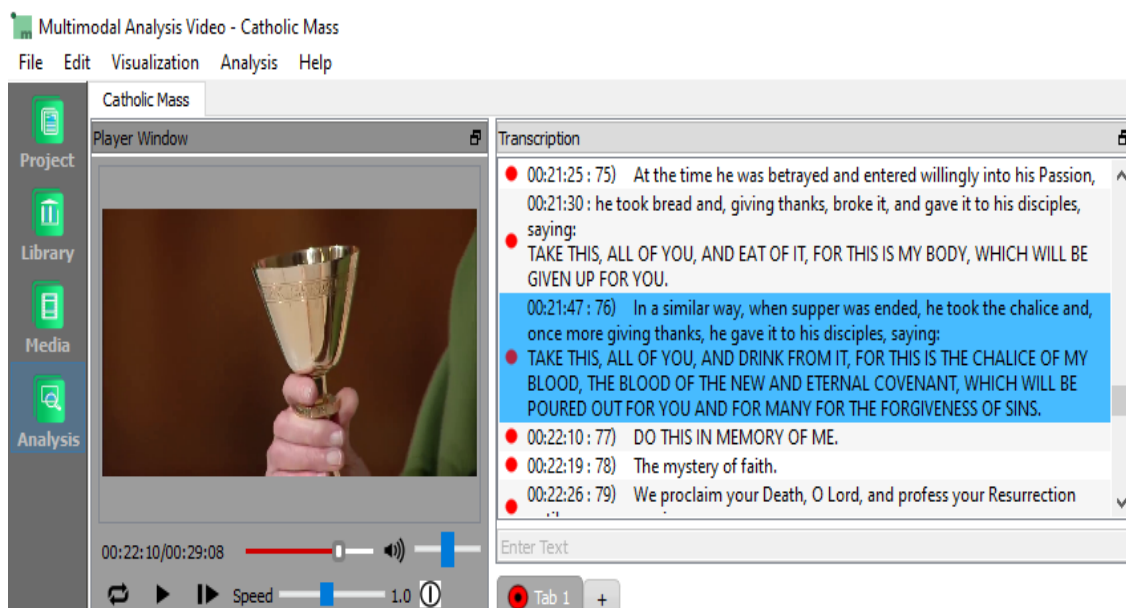 Multimodal Analysis Video - Catholic Mass
File Edit Visualization Analysis Help
Project
Library
Media
Analysis
Catholic Mass
Player Window
00:22:10/00:29:08
Speed 1.0
Transcription
00:21:25 : 75) At the time he was betrayed and entered willingly into his Passion,
00:21:30 : he took bread and, giving thanks, broke it, and gave it to his disciples,
saying:
TAKE THIS, ALL OF YOU, AND EAT OF IT, FOR THIS IS MY BODY, WHICH WILL BE
GIVEN UP FOR YOU.
00:21:47 : 76) In a similar way, when supper was ended, he took the chalice and,
once more giving thanks, he gave it to his disciples, saying:
TAKE THIS, ALL OF YOU, AND DRINK FROM IT, FOR THIS IS THE CHALICE OF MY
BLOOD, THE BLOOD OF THE NEW AND ETERNAL COVENANT, WHICH WILL BE
POURED OUT FOR YOU AND FOR MANY FOR THE FORGIVENESS OF SINS.
00:22:10 : 77) DO THIS IN MEMORY OF ME.
00:22:19 : 78) The mystery of faith.
00:22:26 : 79) We proclaim your Death, O Lord, and profess your Resurrection
Enter Text
Tab 1 +